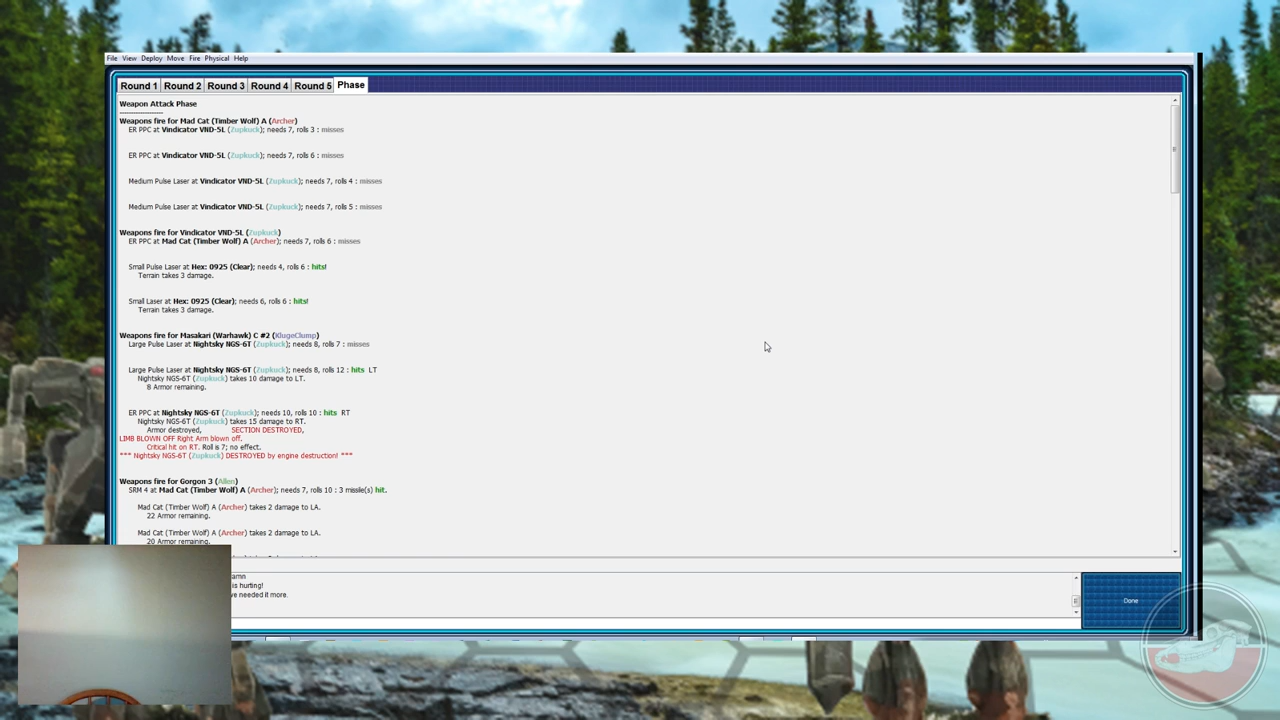 File View Deploy Move Fire Physical Help
Round 1 Round 2 Round 3 Round 4 Round 5 Phase
Weapon Attack Phase
-------------------
Weapons fire for Mad Cat (Timber Wolf) A (Archer)
ER PPC at Vindicator VND-5L (Zupkuck); needs 7, rolls 3 : misses
ER PPC at Vindicator VND-5L (Zupkuck); needs 7, rolls 6 : misses
Medium Pulse Laser at Vindicator VND-5L (Zupkuck); needs 7, rolls 4 : misses
Medium Pulse Laser at Vindicator VND-5L (Zupkuck); needs 7, rolls 5 : misses
Weapons fire for Vindicator VND-5L (Zupkuck)
ER PPC at Mad Cat (Timber Wolf) A (Archer); needs 7, rolls 6 : misses
Small Pulse Laser at Hex: 0925 (Clear); needs 4, rolls 6 : hits!
Terrain takes 3 damage.
Small Laser at Hex: 0925 (Clear); needs 6, rolls 6 : hits!
Terrain takes 3 damage.
Weapons fire for Masakari (Warhawk) C #2 (KlugeClump)
Large Pulse Laser at Nightsky NGS-6T (Zupkuck); needs 8, rolls 7 : misses
Large Pulse Laser at Nightsky NGS-6T (Zupkuck); needs 8, rolls 12 : hits LT
Nightsky NGS-6T (Zupkuck) takes 10 damage to LT.
8 Armor remaining.
ER PPC at Nightsky NGS-6T (Zupkuck); needs 10, rolls 10 : hits RT
Nightsky NGS-6T (Zupkuck) takes 15 damage to RT.
Armor destroyed, SECTION DESTROYED,
LIMB BLOWN OFF Right Arm blown off.
Critical hit on RT. Roll is 7; no effect.
*** Nightsky NGS-6T (Zupkuck) DESTROYED by engine destruction! ***
Weapons fire for Gorgon 3 (Allen)
SRM 4 at Mad Cat (Timber Wolf) A (Archer); needs 7, rolls 10 : 3 missile(s) hit.
Mad Cat (Timber Wolf) A (Archer) takes 2 damage to LA.
22 Armor remaining.
Mad Cat (Timber Wolf) A (Archer) takes 2 damage to LA.
20 Armor remaining.
amn
is hurting!
ve needed it more.
Done